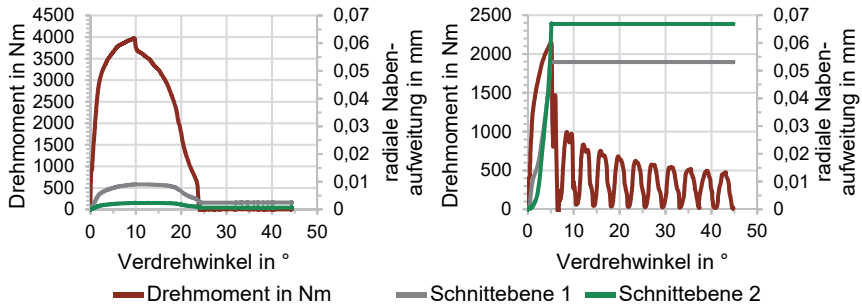 Drehmoment in Nm
4500
4000
3500
3000
2500
2000
1500
1000
500
0
0 10 20 30 40 50
Verdrehwinkel in °
0,07
0,06
0,05
0,04
0,03
0,02
0,01
0
radiale Naben-
aufweitung in mm
Drehmoment in Nm
2500
2000
1500
1000
500
0
0 10 20 30 40 50
Verdrehwinkel in °
0,07
0,06
0,05
0,04
0,03
0,02
0,01
0
radiale Naben-
aufweitung in mm
Drehmoment in Nm Schnittebene 1 Schnittebene 2